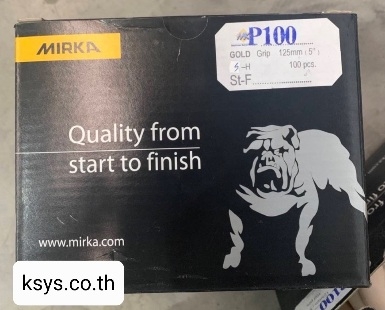 MIRKA
P100
GOLD Grip 125mm (5")
5-H 100 pcs.
St-F
Quality from
start to finish
www.mirka.com
ksys.co.th